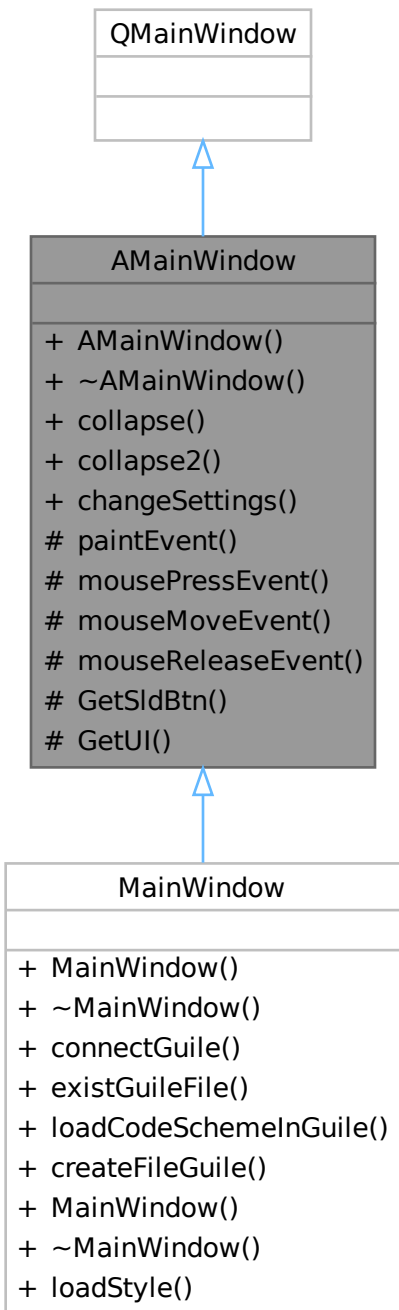 QMainWindow
AMainWindow
+ AMainWindow()
+ ~AMainWindow()
+ collapse()
+ collapse2()
+ changeSettings()
# paintEvent()
# mousePressEvent()
# mouseMoveEvent()
# mouseReleaseEvent()
# GetSldBtn()
# GetUI()
MainWindow
+ MainWindow()
+ ~MainWindow()
+ connectGuile()
+ existGuileFile()
+ loadCodeSchemeInGuile()
+ createFileGuile()
+ MainWindow()
+ ~MainWindow()
+ loadStyle()